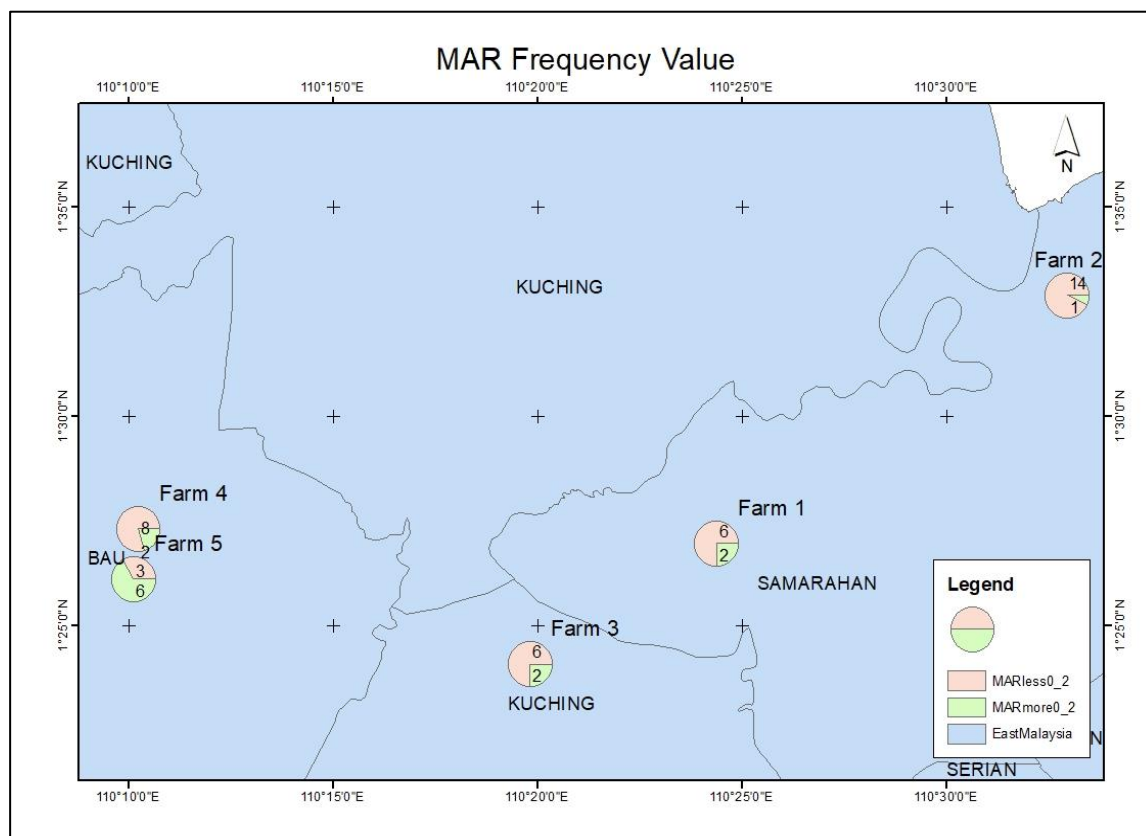 MAR Frequency Value
110°10'0"E 110°15'0"E 110°20'0"E 110°25'0"E 110°30'0"E
KUCHING
N
1°35'0"N 1°35'0"N
Farm 2
14
1
KUCHING
1°30'0"N 1°30'0"N
Farm 4
8
2
Farm 5
BAU
3
6
Farm 1
6
2
SAMARAHAN
1°25'0"N 1°25'0"N
Farm 3
6
2
KUCHING
Legend
MARless0_2
MARmore0_2
EastMalaysia
N
SERIAN
110°10'0"E 110°15'0"E 110°20'0"E 110°25'0"E 110°30'0"E